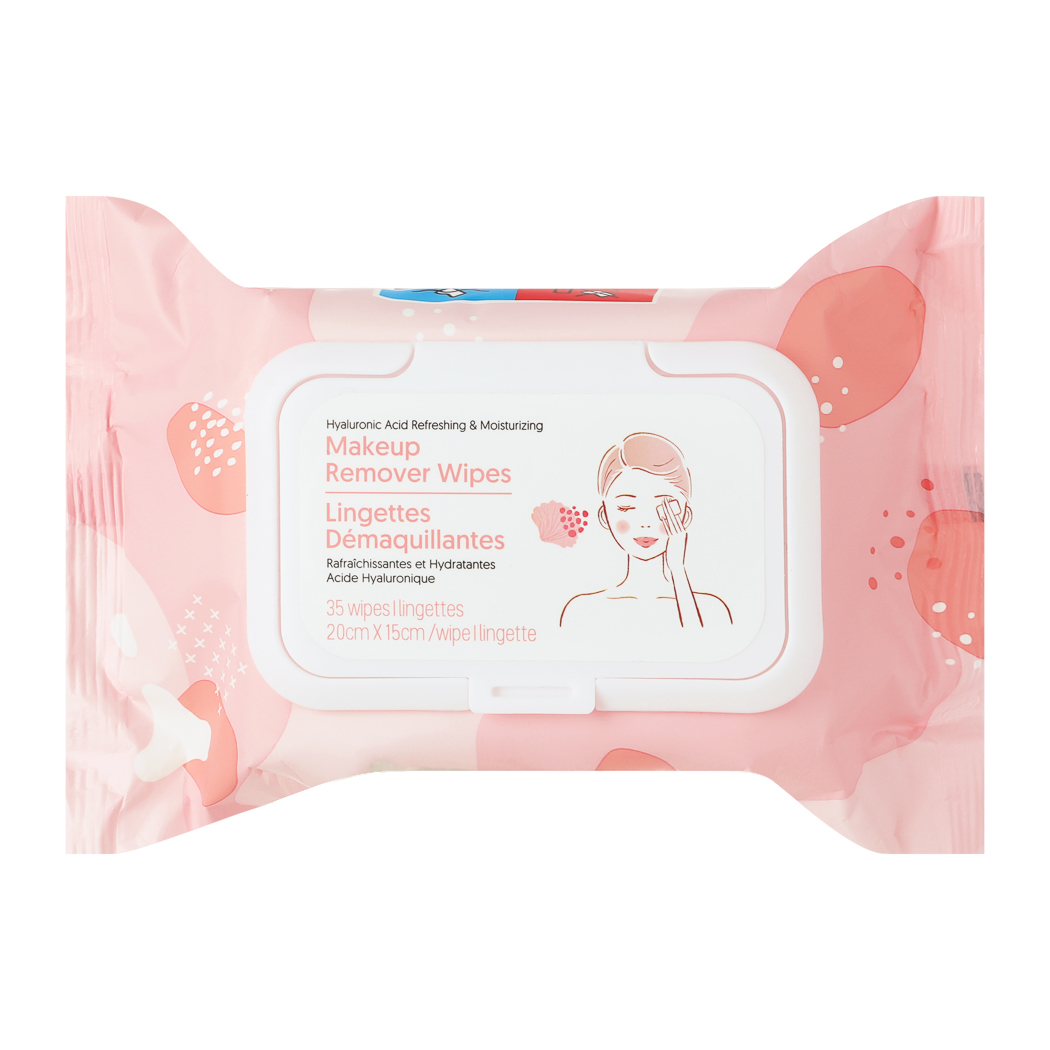 Hyaluronic Acid Refreshing & Moisturizing
Makeup
Remover Wipes
Lingettes
Démaquillantes
Rafraîchissantes et Hydratantes
Acide Hyaluronique
35 wipes | lingettes
20cm X 15cm /wipe | lingette